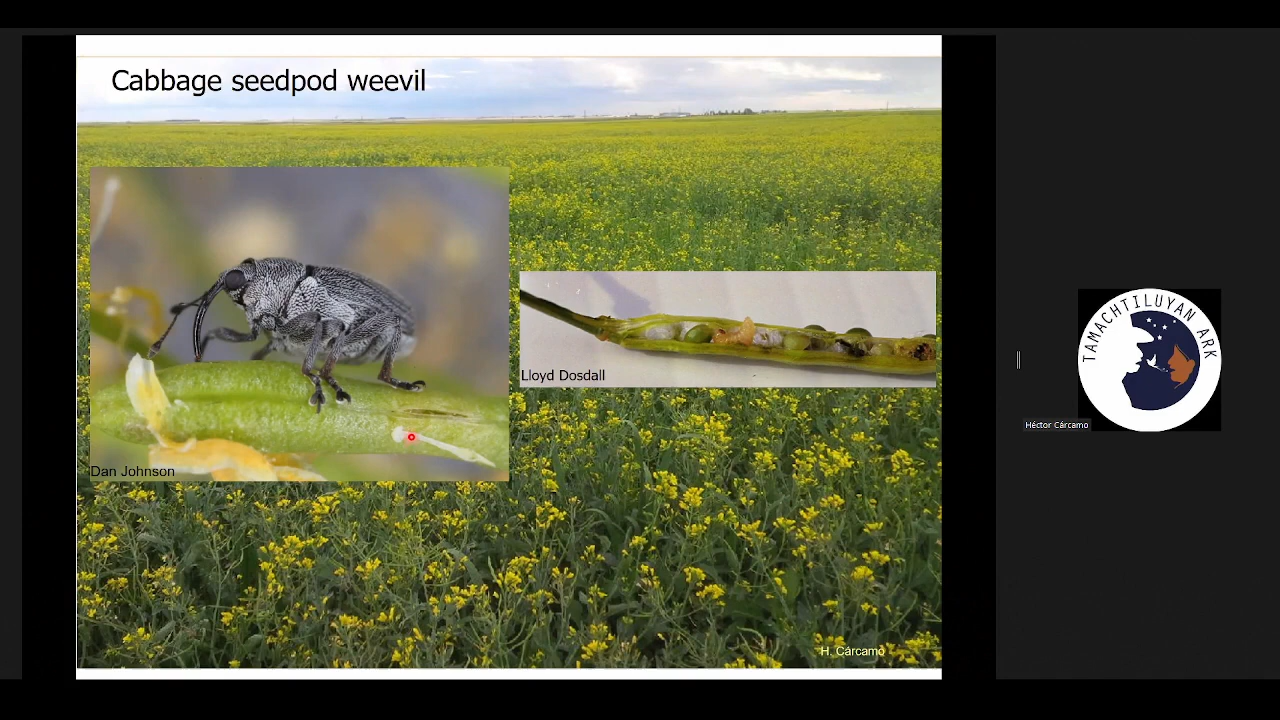 Cabbage seedpod weevil
Dan Johnson
Lloyd Dosdall
H. Cárcamo
TAMACHTILUYAN ARK
Héctor Cárcamo